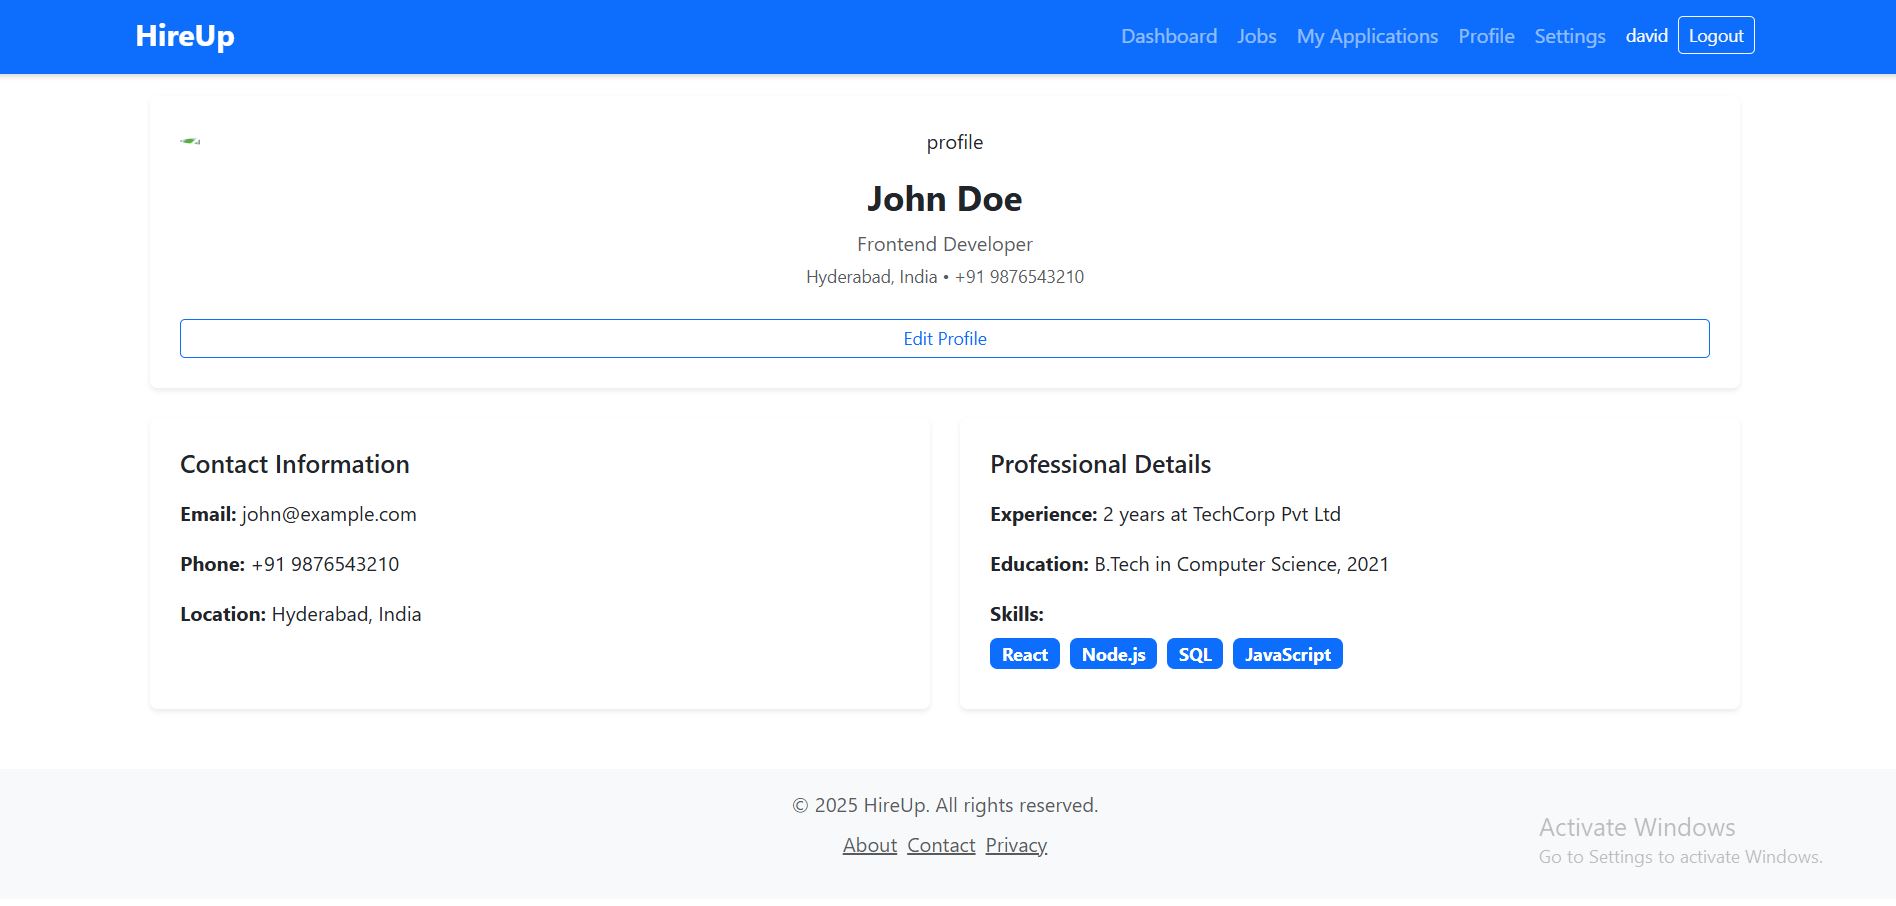 HireUp
Dashboard Jobs My Applications Profile Settings david Logout
profile
John Doe
Frontend Developer
Hyderabad, India • +91 9876543210
Edit Profile
Contact Information
Email: john@example.com
Phone: +91 9876543210
Location: Hyderabad, India
Professional Details
Experience: 2 years at TechCorp Pvt Ltd
Education: B.Tech in Computer Science, 2021
Skills:
React Node.js SQL JavaScript
© 2025 HireUp. All rights reserved.
About Contact Privacy
Activate Windows
Go to Settings to activate Windows.